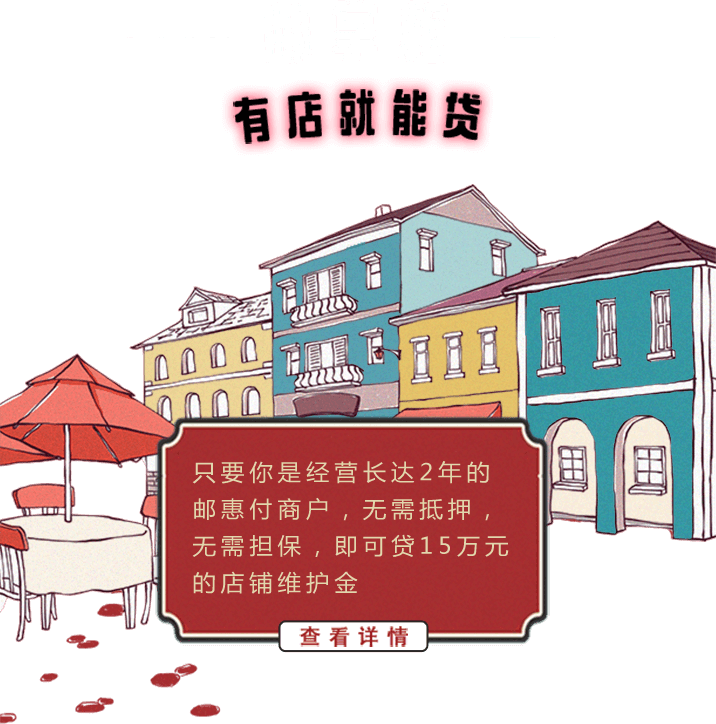 有店就能贷
只要你是经营长达2年的
邮惠付商户，无需抵押，
无需担保，即可贷15万元
的店铺维护金
查看详情